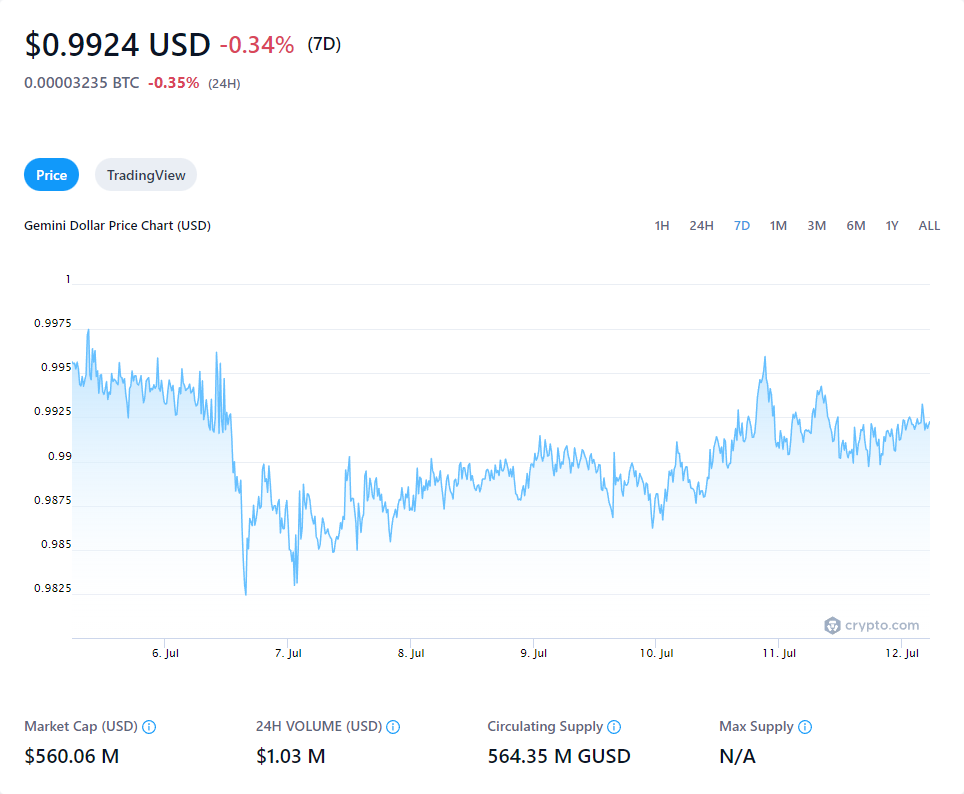 $0.9924 USD -0.34% (7D)
0.00003235 BTC -0.35% (24H)
Price TradingView
Gemini Dollar Price Chart (USD) 1H 24H 7D 1M 3M 6M 1Y ALL
1
0.9975
0.995
0.9925
0.99
0.9875
0.985
0.9825
crypto.com
6. Jul 7. Jul 8. Jul 9. Jul 10. Jul 11. Jul 12. Jul
Market Cap (USD) 24H VOLUME (USD) Circulating Supply Max Supply
$560.06 M $1.03 M 564.35 M GUSD N/A